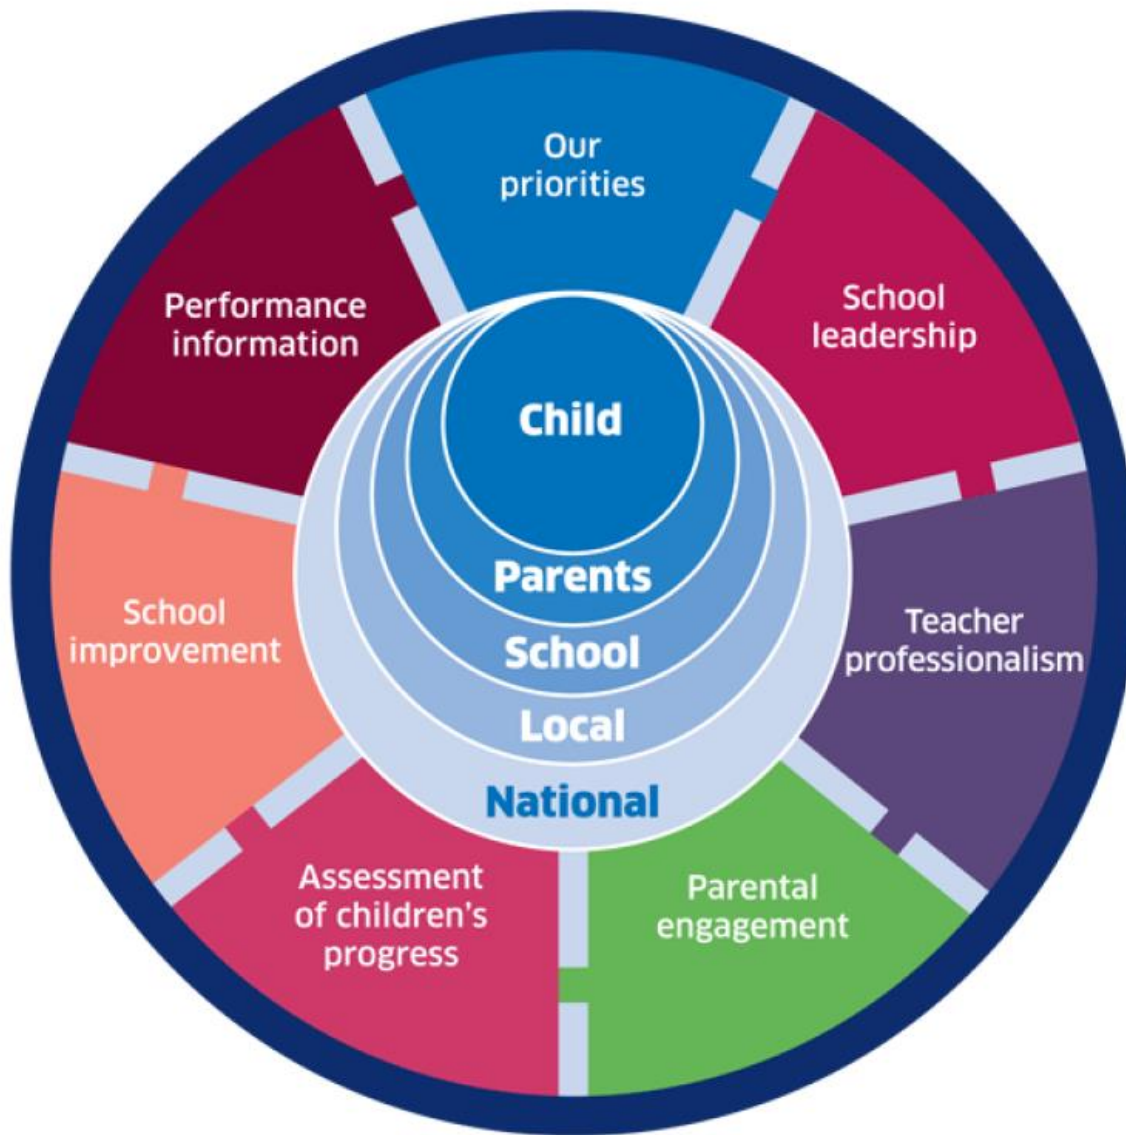 Our
priorities
School
leadership
Teacher
professionalism
Parental
engagement
Assessment
of children's
progress
School
improvement
Performance
information
Child
Parents
School
Local
National